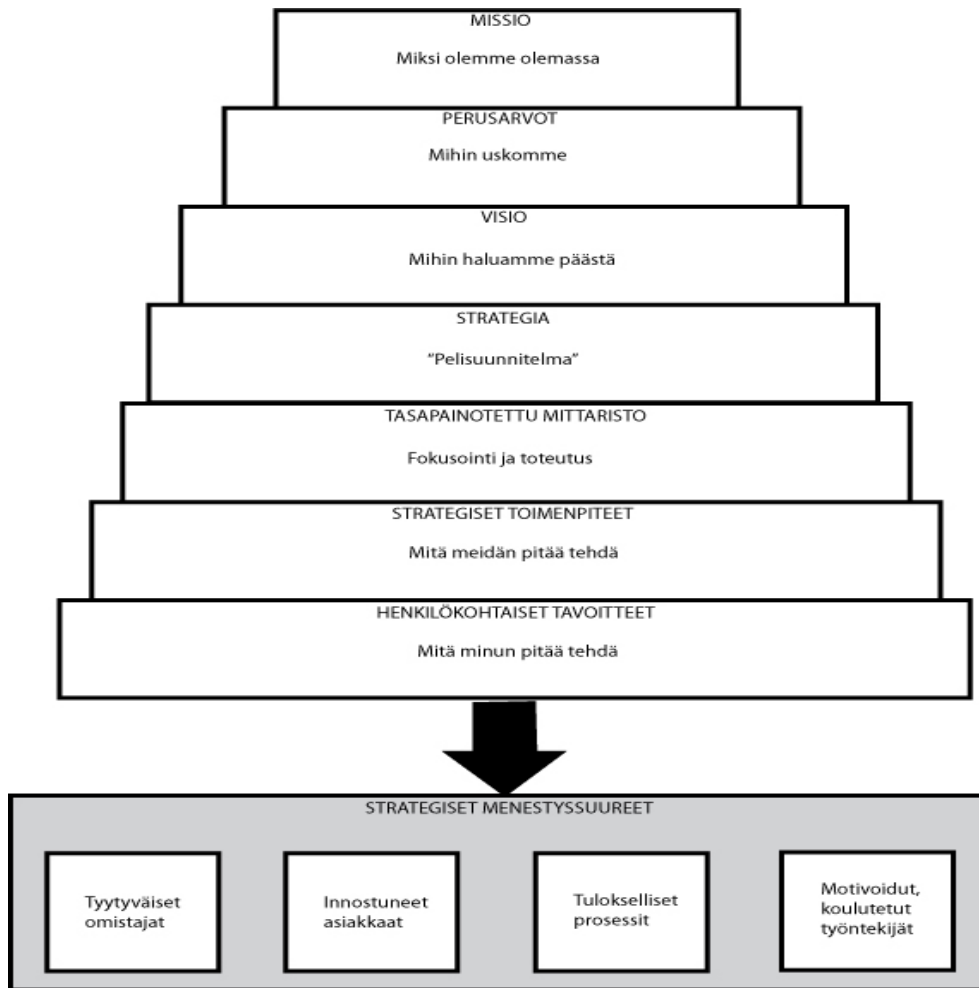 MISSIO
Miksi olemme olemassa
PERUSARVOT
Mihin uskomme
VISIO
Mihin haluamme päästä
STRATEGIA
"Pelisuunnitelma"
TASAPAINOTETTU MITTARISTO
Fokusointi ja toteutus
STRATEGISET TOIMENPITEET
Mitä meidän pitää tehdä
HENKILÖKOHTAISET TAVOITTEET
Mitä minun pitää tehdä
STRATEGISET MENESTYSSUUREET
Tyytyväiset
omistajat
Innostuneet
asiakkaat
Tulokselliset
prosessit
Motivoidut,
koulutetut
työntekijät